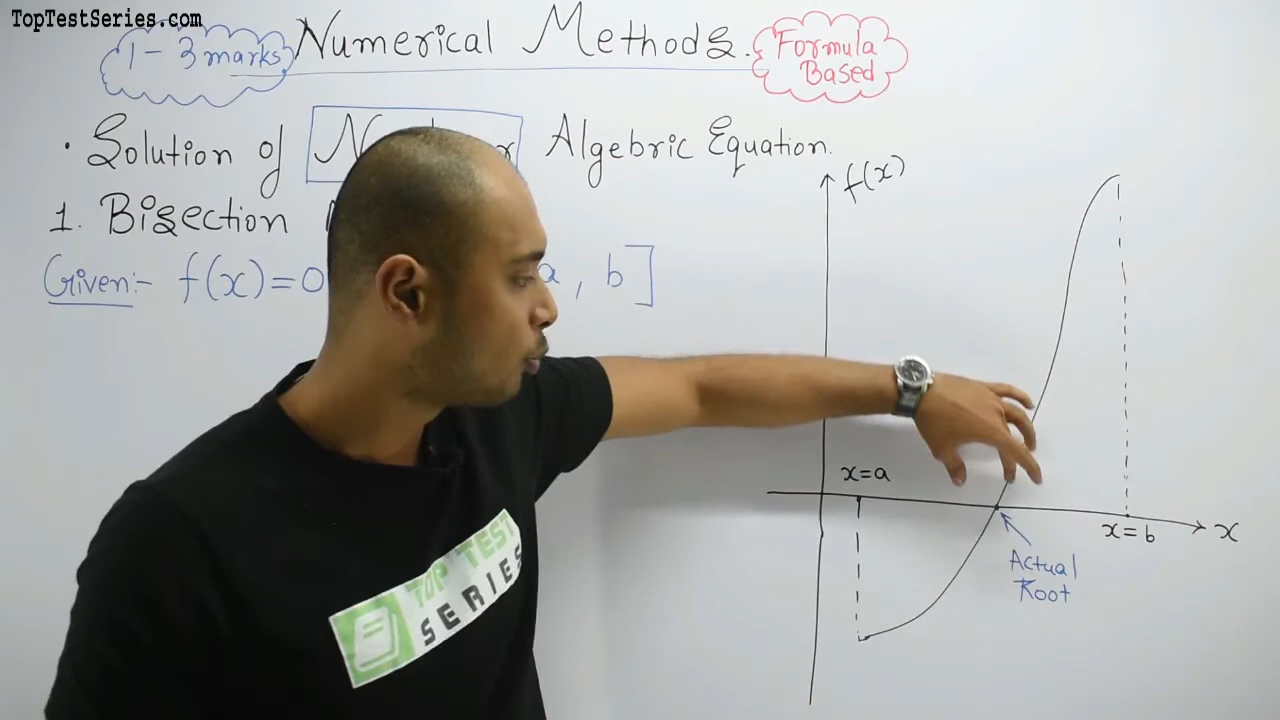 TopTestSeries.com
1 - 3 marks
Numerical Methods.
Formula
Based
• Solution of Algebric Equation.
1. Bisection
Given:- f(x)=0 a, b]
f(x)
x=a
x=b
x
Actual
Root
TOP TEST
SERIES